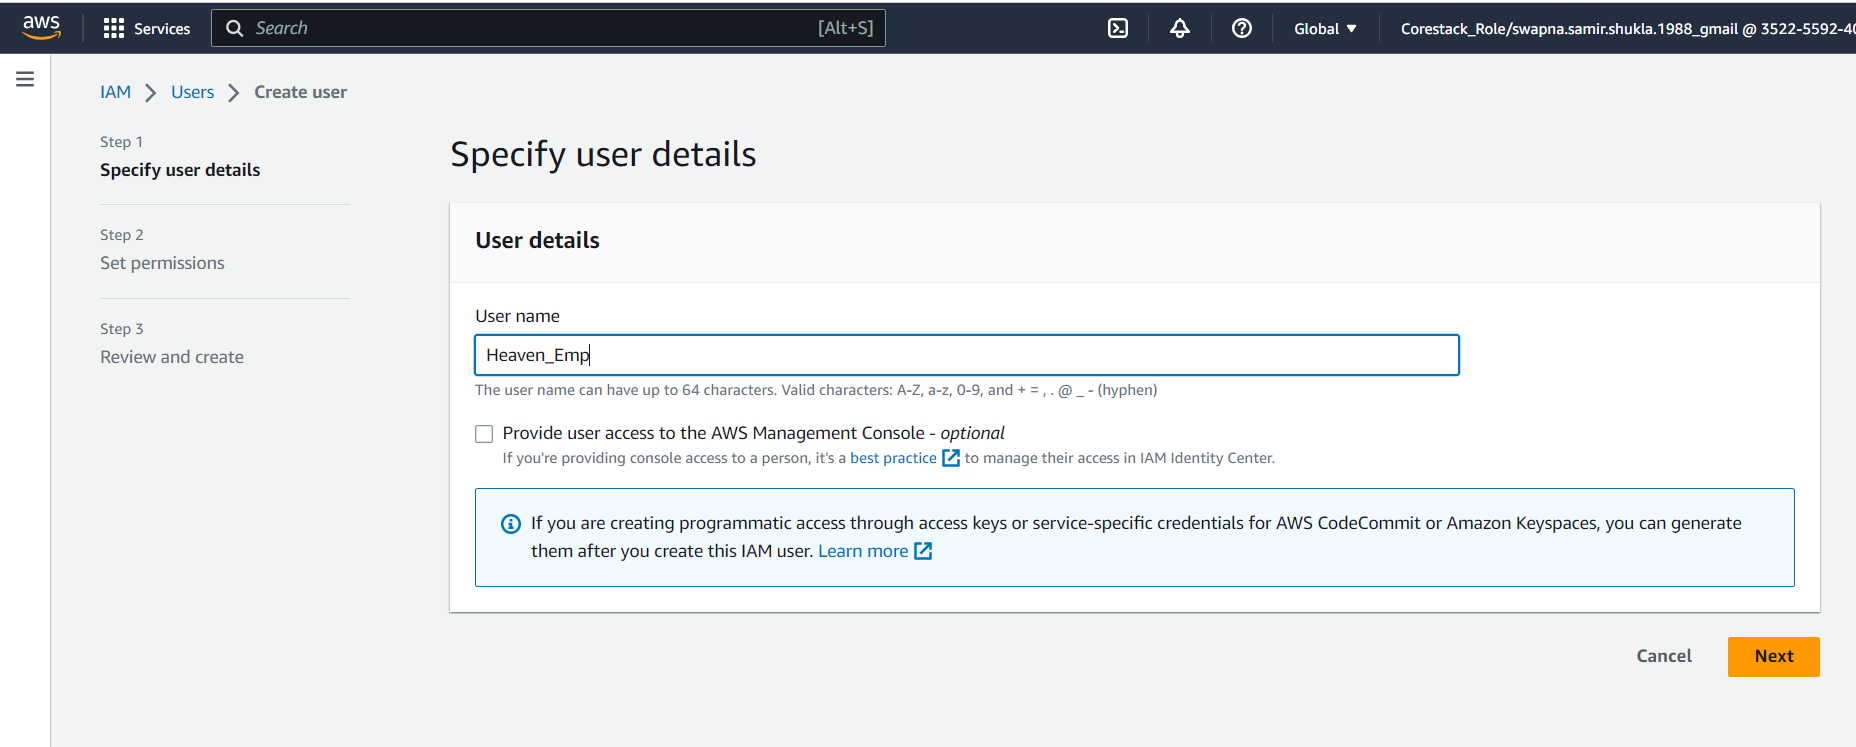 aws
Services
Search
[Alt+S]
Global
Corestack_Role/swapna.samir.shukla.1988_gmail @ 3522-5592-40
IAM
Users
Create user
Step 1
Specify user details
Step 2
Set permissions
Step 3
Review and create
Specify user details
User details
User name
Heaven_Emp
The user name can have up to 64 characters. Valid characters: A-Z, a-z, 0-9, and + = , . @ _ - (hyphen)
Provide user access to the AWS Management Console - optional
If you're providing console access to a person, it's a best practice to manage their access in IAM Identity Center.
If you are creating programmatic access through access keys or service-specific credentials for AWS CodeCommit or Amazon Keyspaces, you can generate
them after you create this IAM user. Learn more
Cancel
Next